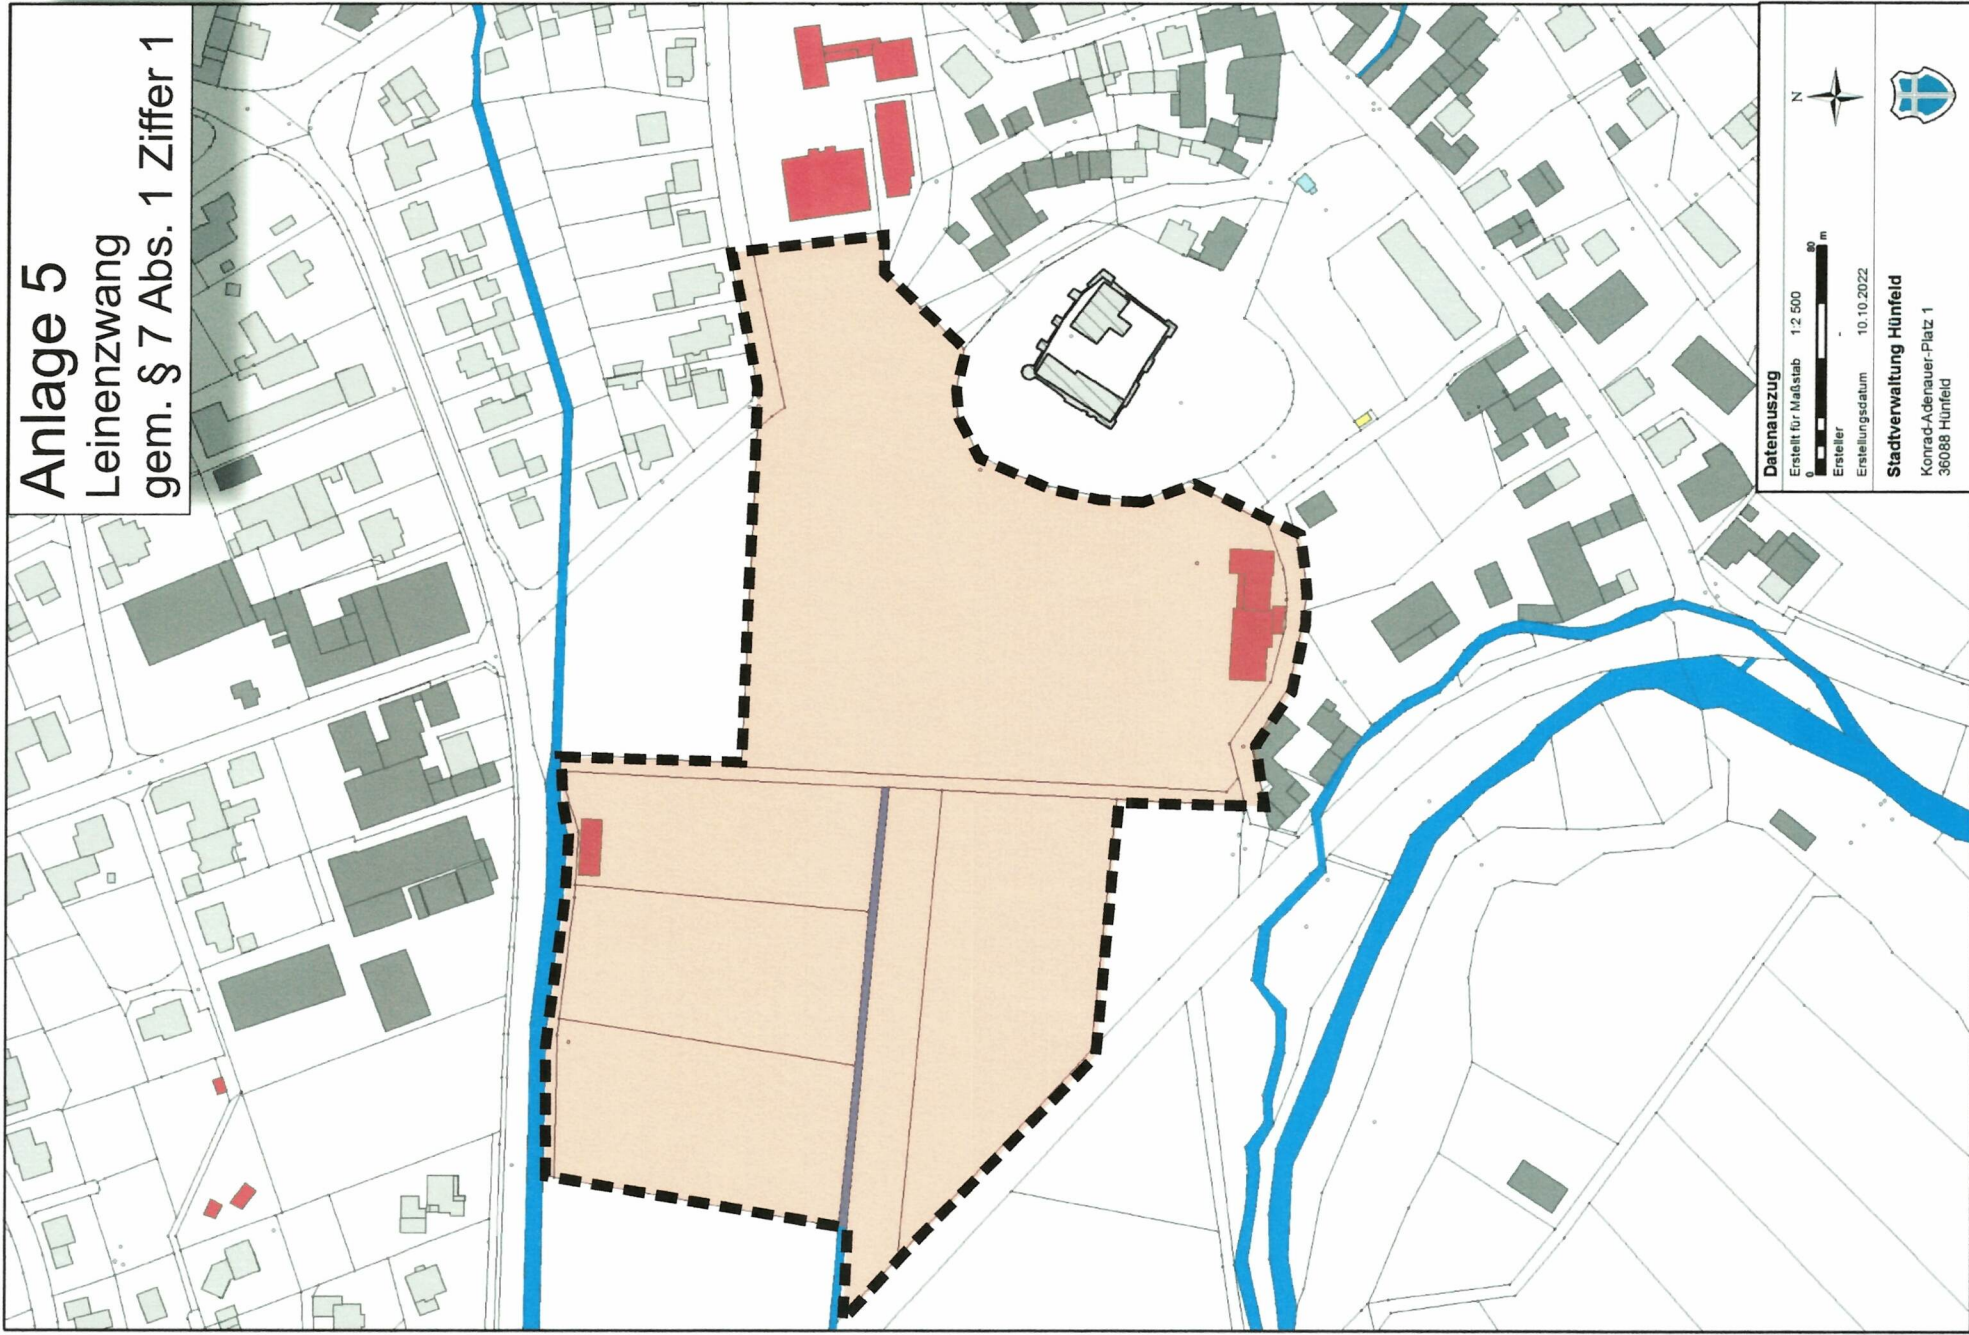 Anlage 5
Leinenzwang
gem. § 7 Abs. 1 Ziffer 1
Datenauszug
Erstellt für Maßstab 1:2 500
0 80
m
Ersteller -
Erstellungsdatum 10.10.2022
N
Stadtverwaltung Hünfeld
Konrad-Adenauer-Platz 1
36088 Hünfeld